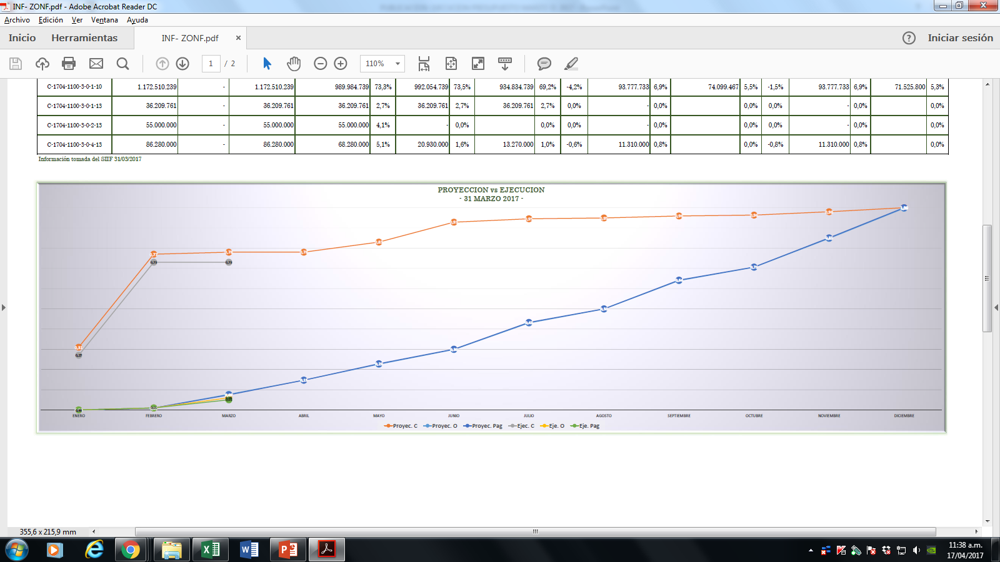 INF- ZONF.pdf - Adobe Acrobat Reader DC
Archivo Edición Ver Ventana Ayuda
Inicio Herramientas INF- ZONF.pdf × ? Iniciar sesión
1 / 2 110%
C-1704-1100-3-0-1-10 1.172.510.239 - 1.172.510.239 989.984.739 73,3% 992.054.739 73,5% 934.834.739 69,2% -4,2% 93.777.733 6,9% 74.099.467 5,5% -1,5% 93.777.733 6,9% 71.525.800 5,3%
C-1704-1100-3-0-1-13 36.209.761 - 36.209.761 36.209.761 2,7% 36.209.761 2,7% 36.209.761 2,7% 0,0% - 0,0% 0,0% 0,0% - 0,0% 0,0%
C-1704-1100-3-0-2-13 55.000.000 - 55.000.000 55.000.000 4,1% - 0,0% 0,0% 0,0% - 0,0% 0,0% 0,0% - 0,0% 0,0%
C-1704-1100-3-0-4-13 86.280.000 - 86.280.000 68.280.000 5,1% 20.930.000 1,6% 13.270.000 1,0% -0,6% 11.310.000 0,8% 0,0% -0,8% 11.310.000 0,8% 0,0%
Información tomada del SIIF 31/03/2017
PROYECCION vs EJECUCION
- 31 MARZO 2017 -
1,00
0,77
0,73 0,73
0,31
0,27
ENERO FEBRERO MARZO ABRIL MAYO JUNIO JULIO AGOSTO SEPTIEMBRE OCTUBRE NOVIEMBRE DICIEMBRE
Proyec. C Proyec. O Proyec. Pag Ejec. C Eje. O Eje. Pag
355,6 x 215,9 mm
11:38 a.m.
17/04/2017